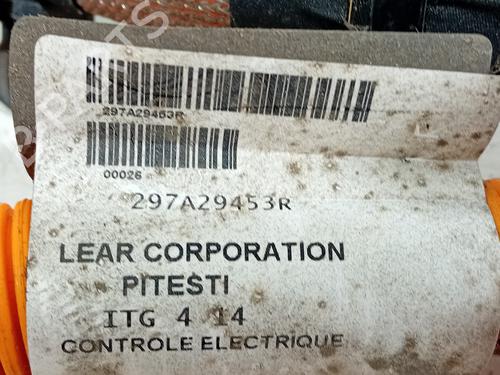 297A29453R
00026
297A29453R
LEAR CORPORATION
PITESTI
ITG 4 14
CONTROLE ELECTRIQUE